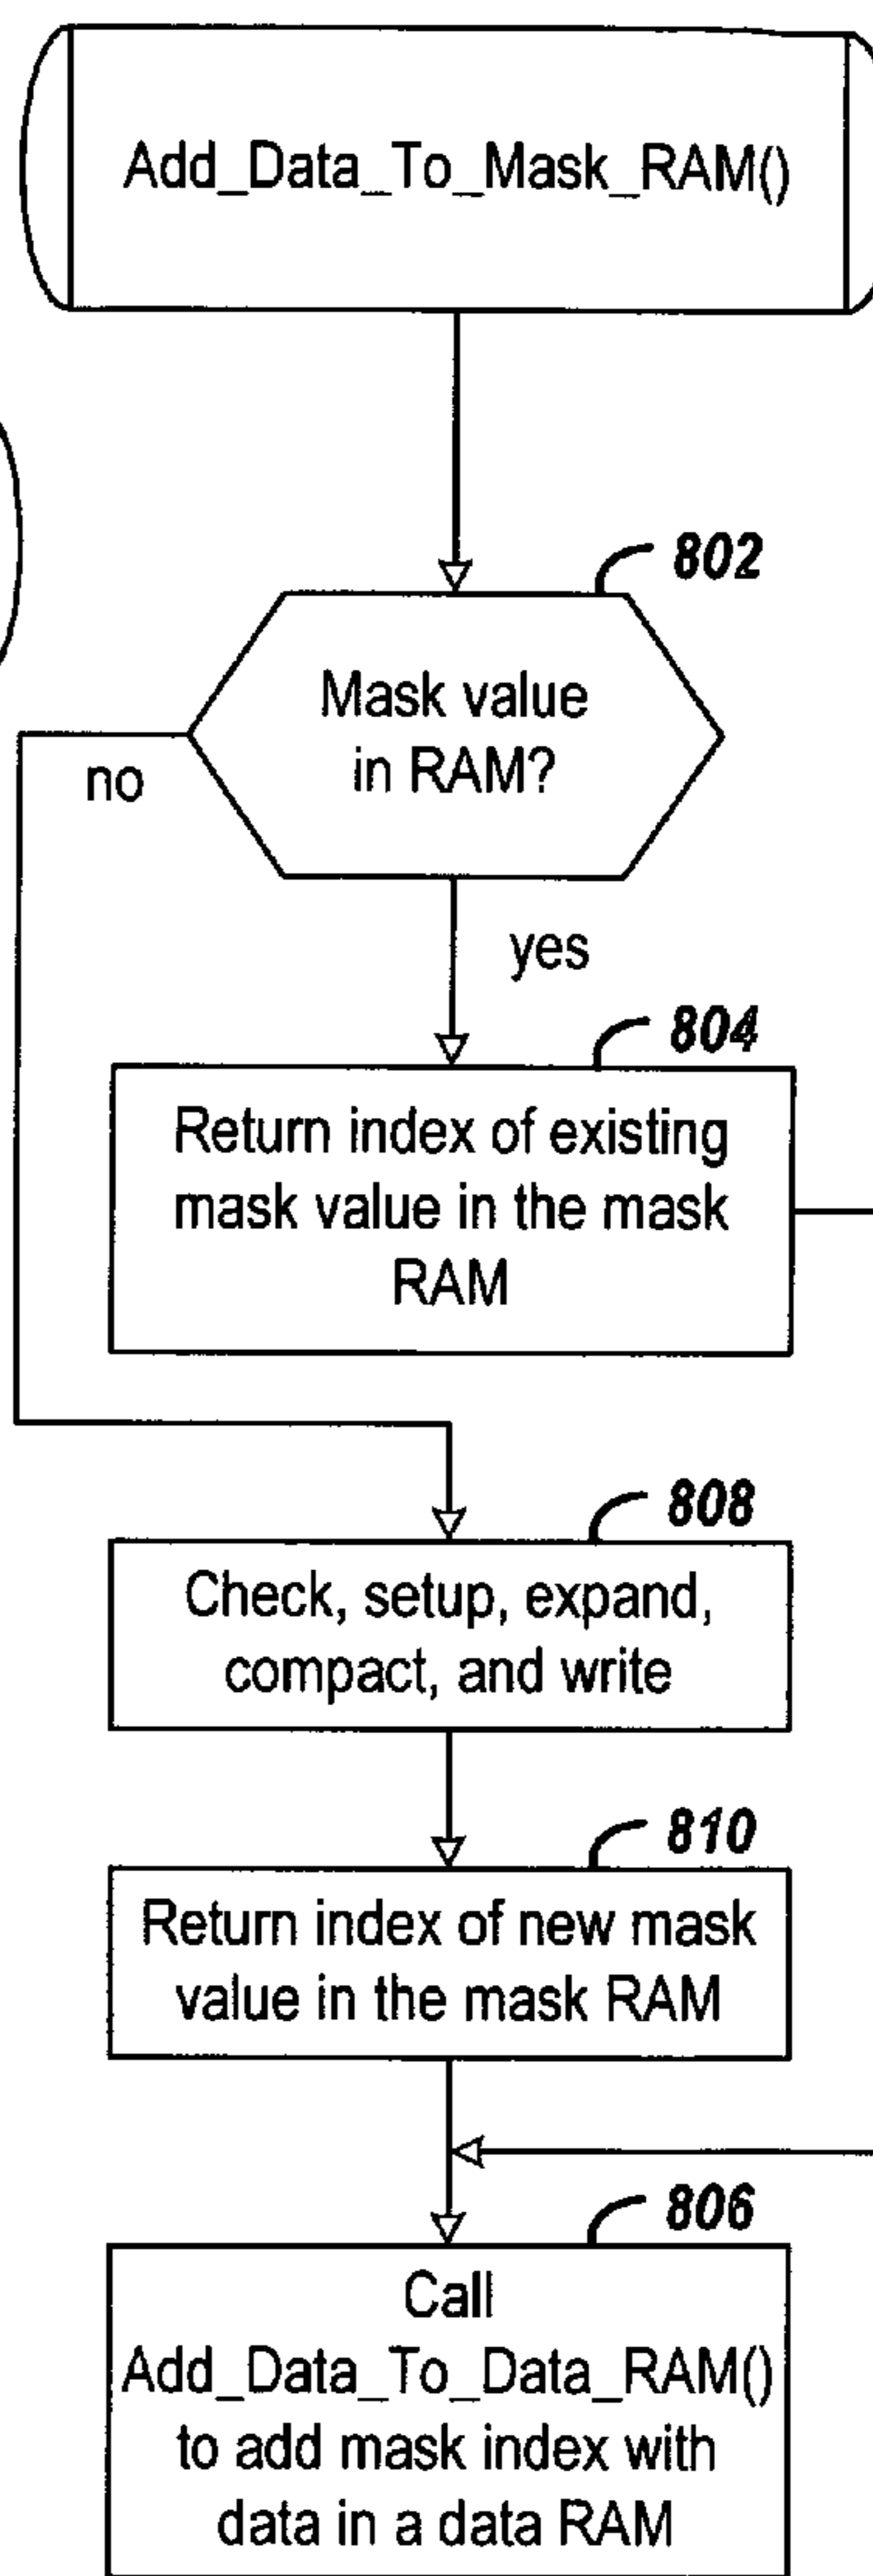 Add_Data_To_Mask_RAM()
802
Mask value
in RAM?
no
yes
804
Return index of existing
mask value in the mask
RAM
808
Check, setup, expand,
compact, and write
810
Return index of new mask
value in the mask RAM
806
Call
Add_Data_To_Data_RAM()
to add mask index with
data in a data RAM